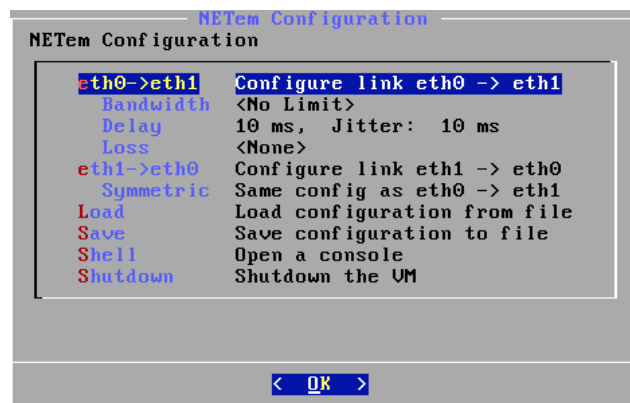 NETem Configuration
NETem Configuration
eth0->eth1 Configure link eth0 -> eth1
Bandwidth <No Limit>
Delay 10 ms, Jitter: 10 ms
Loss <None>
eth1->eth0 Configure link eth1 -> eth0
Symmetric Same config as eth0 -> eth1
Load Load configuration from file
Save Save configuration to file
Shell Open a console
Shutdown Shutdown the VM
< OK >